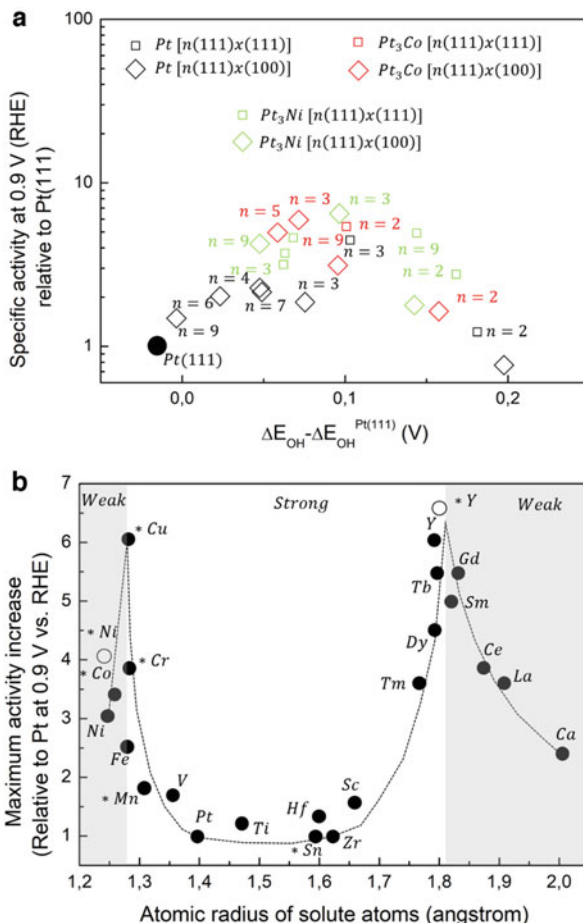 a
100
10
1
Specific activity at 0.9 V (RHE)
relative to Pt(111)
Pt [n(111)x(111)]
Pt [n(111)x(100)]
Pt₃Co [n(111)x(111)]
Pt₃Co [n(111)x(100)]
Pt₃Ni [n(111)x(111)]
Pt₃Ni [n(111)x(100)]
n = 3
n = 3
n = 5
n = 2
n = 9
n = 9
n = 3
n = 9
n = 3
n = 4
n = 2
n = 3
n = 2
n = 6
n = 7
n = 9
n = 2
Pt(111)
0,0 0,1 0,2
ΔE_OH-ΔE_OH^Pt(111) (V)
b
7
6
5
4
3
2
1
Maximum activity increase
(Relative to Pt at 0.9 V vs. RHE)
Weak Strong Weak
* Y
* Cu
Y
Gd
Tb
Sm
* Ni
Dy
* Co
* Cr
Ce
Tm
La
Ni
Fe
Ca
* Mn
V
Sc
Hf
Pt
Ti
* Sn
Zr
1,2 1,3 1,4 1,5 1,6 1,7 1,8 1,9 2,0
Atomic radius of solute atoms (angstrom)